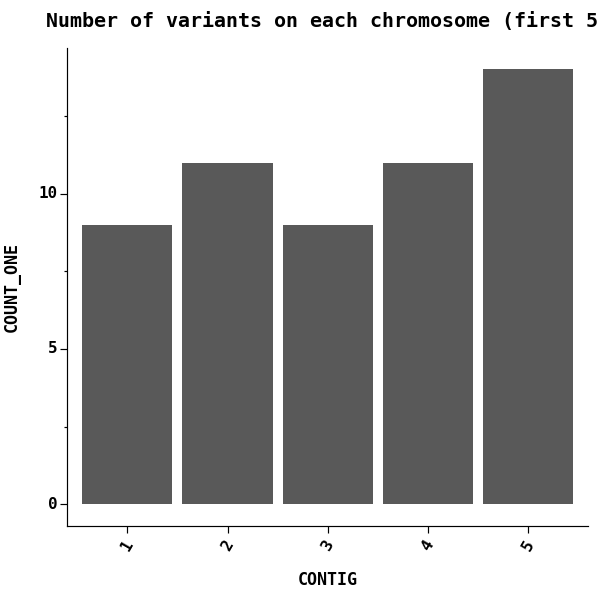 Number of variants on each chromosome (first 5
COUNT_ONE
10
5
0
1 2 3 4 5
CONTIG